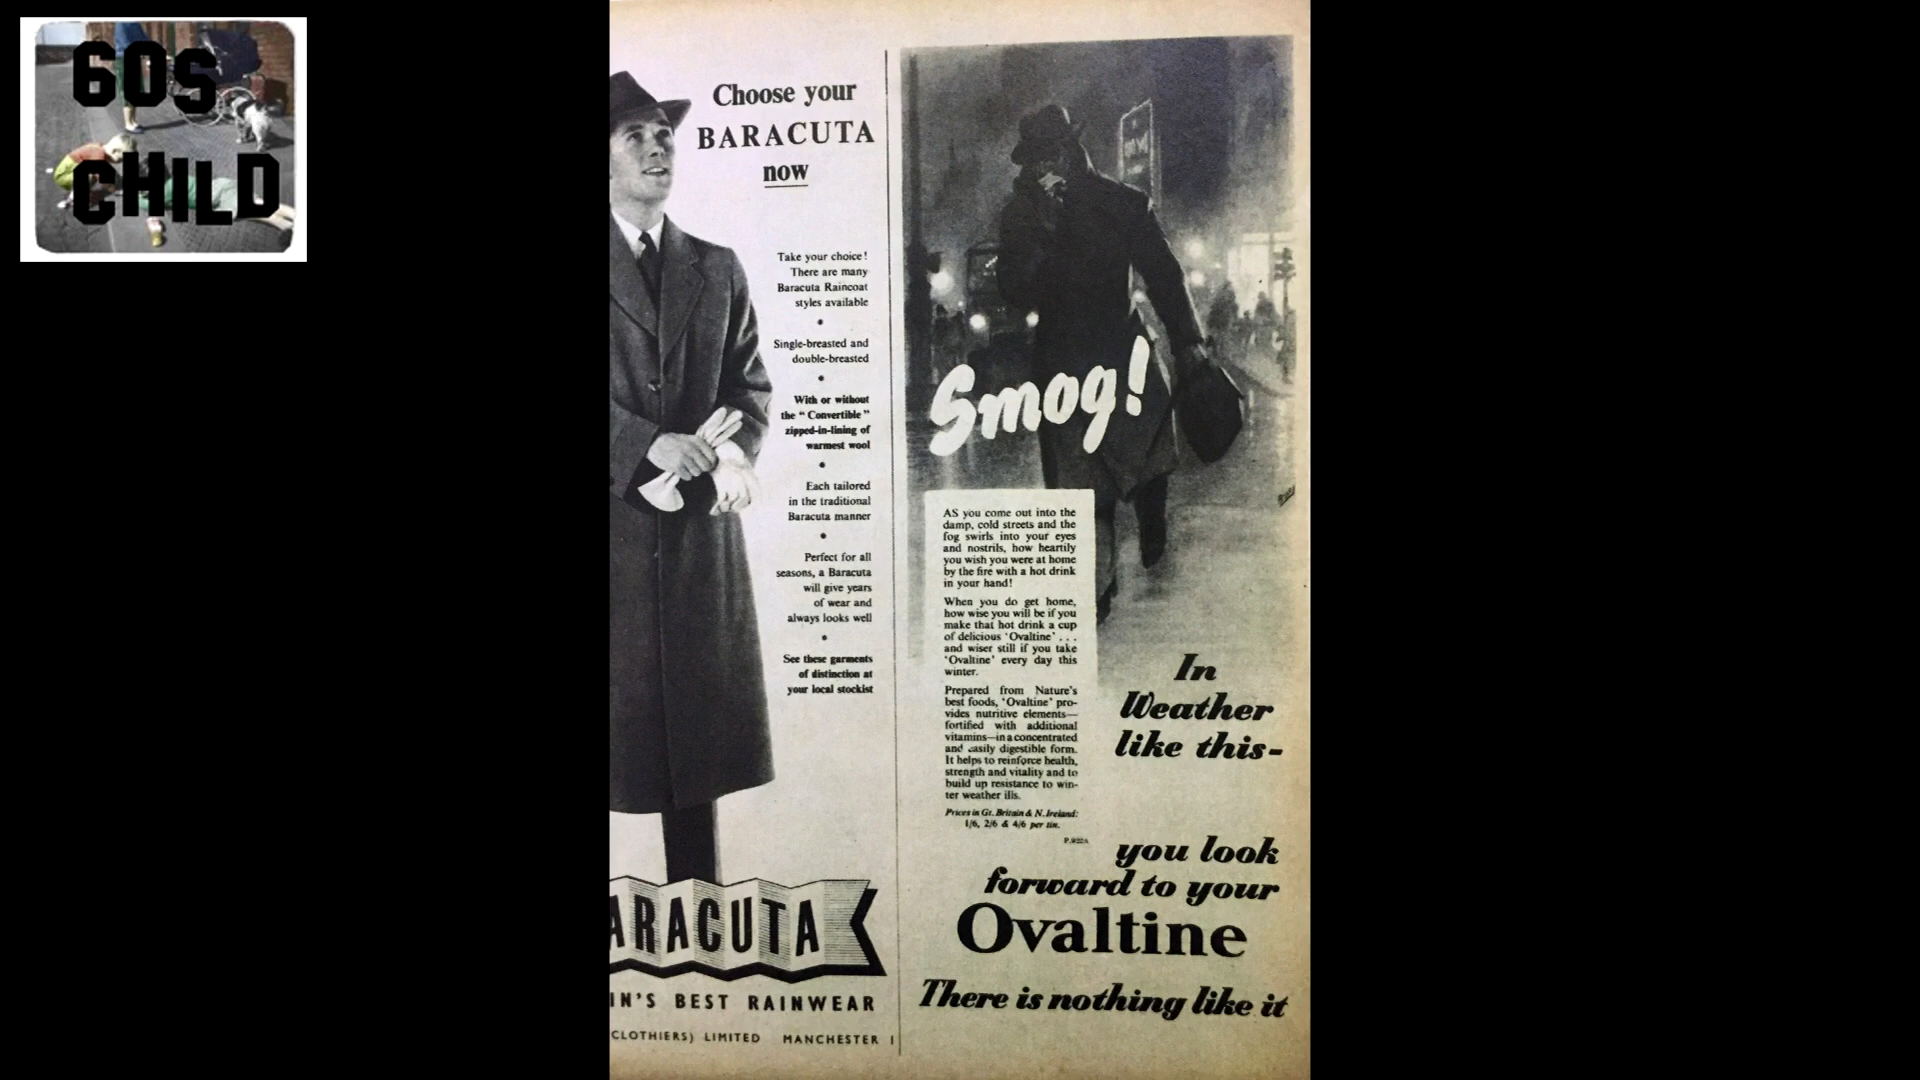 60s
CHILD
Choose your
BARACUTA
now
Take your choice!
There are many
Baracuta Raincoat
styles available
Single-breasted and
double-breasted
With or without
the "Convertible"
zipped-in-lining of
warmest wool
Each tailored
in the traditional
Baracuta manner
Perfect for all
seasons, a Baracuta
will give years
of wear and
always looks well
See these garments
of distinction at
your local stockist
ARACUTA
IN'S BEST RAINWEAR
CLOTHIERS) LIMITED MANCHESTER 1
Smog!
AS you come out into the
damp, cold streets and the
fog swirls into your eyes
and nostrils, how heartily
you wish you were at home
by the fire with a hot drink
in your hand!
When you do get home,
how wise you will be if you
make that hot drink a cup
of delicious 'Ovaltine' . . .
and wiser still if you take
'Ovaltine' every day this
winter.
Prepared from Nature's
best foods, 'Ovaltine' pro-
vides nutritive elements—
fortified with additional
vitamins—in a concentrated
and easily digestible form.
It helps to reinforce health,
strength and vitality and to
build up resistance to win-
ter weather ills.
Prices in Gt. Britain & N. Ireland:
1/6, 2/6 & 4/6 per tin.
P.922A
In
Weather
like this-
you look
forward to your
Ovaltine
There is nothing like it